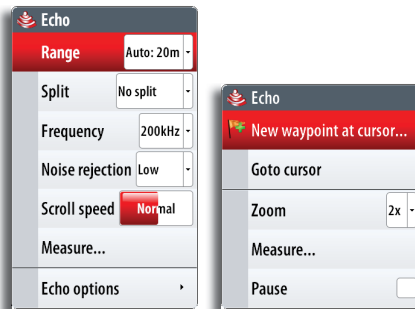 Echo
Range Auto: 20m
Split No split
Frequency 200kHz
Noise rejection Low
Scroll speed Normal
Measure...
Echo options
Echo
New waypoint at cursor...
Goto cursor
Zoom 2x
Measure...
Pause